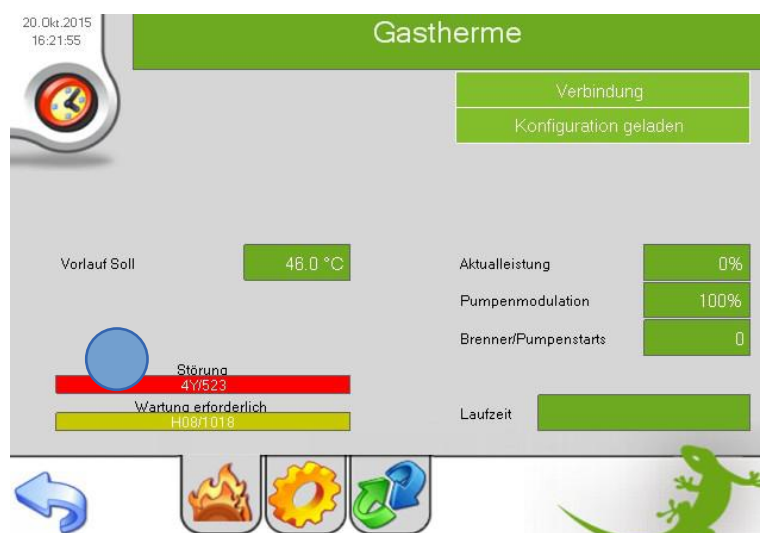 20.Okt.2015
16:21:55
Gastherme
Verbindung
Konfiguration geladen
Vorlauf Soll
46.0 °C
Aktualleistung
0%
Pumpenmodulation
100%
Brenner/Pumpenstarts
0
Störung
4Y/523
Wartung erforderlich
H08/1018
Laufzeit